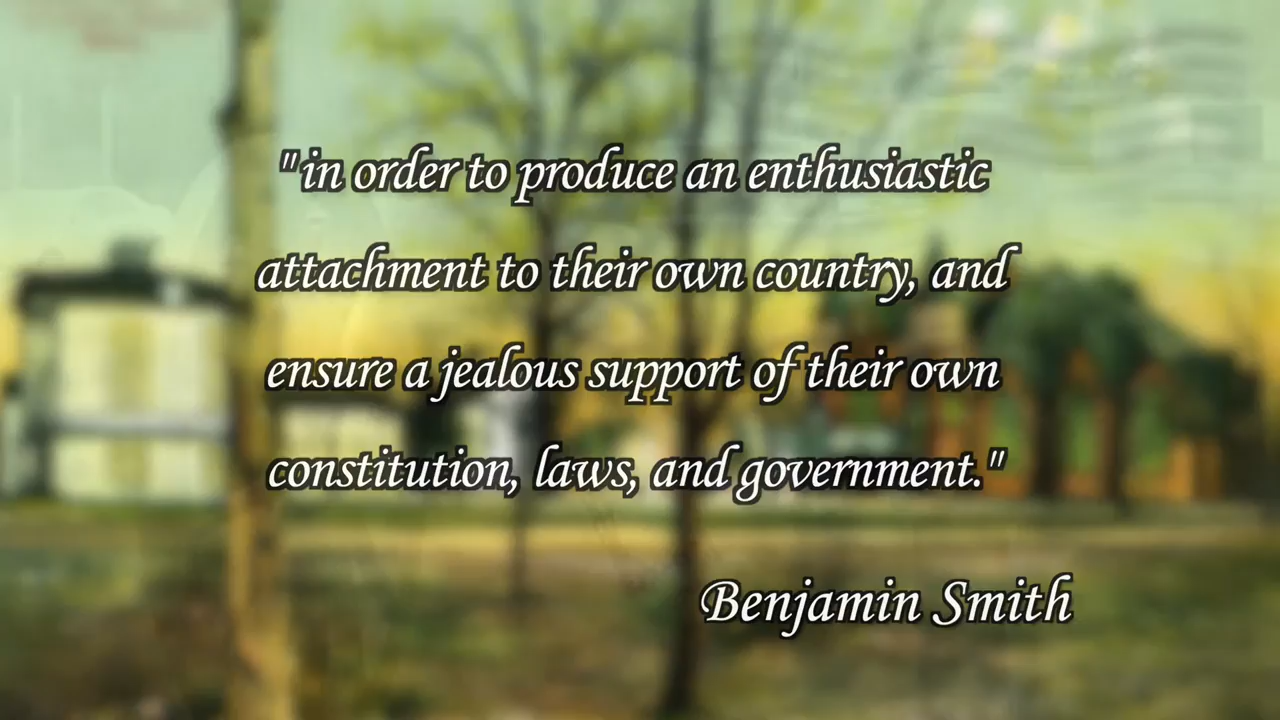 "in order to produce an enthusiastic
attachment to their own country, and
ensure a jealous support of their own
constitution, laws, and government."
Benjamin Smith